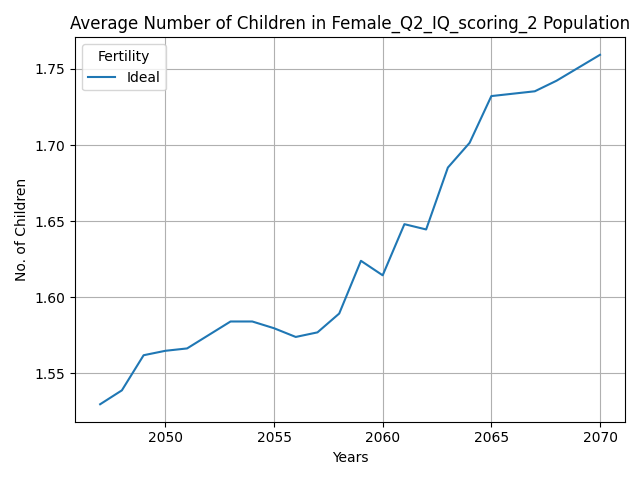 Average Number of Children in Female_Q2_IQ_scoring_2 Population
Fertility
Ideal
No. of Children
1.75
1.70
1.65
1.60
1.55
2050
2055
2060
2065
2070
Years